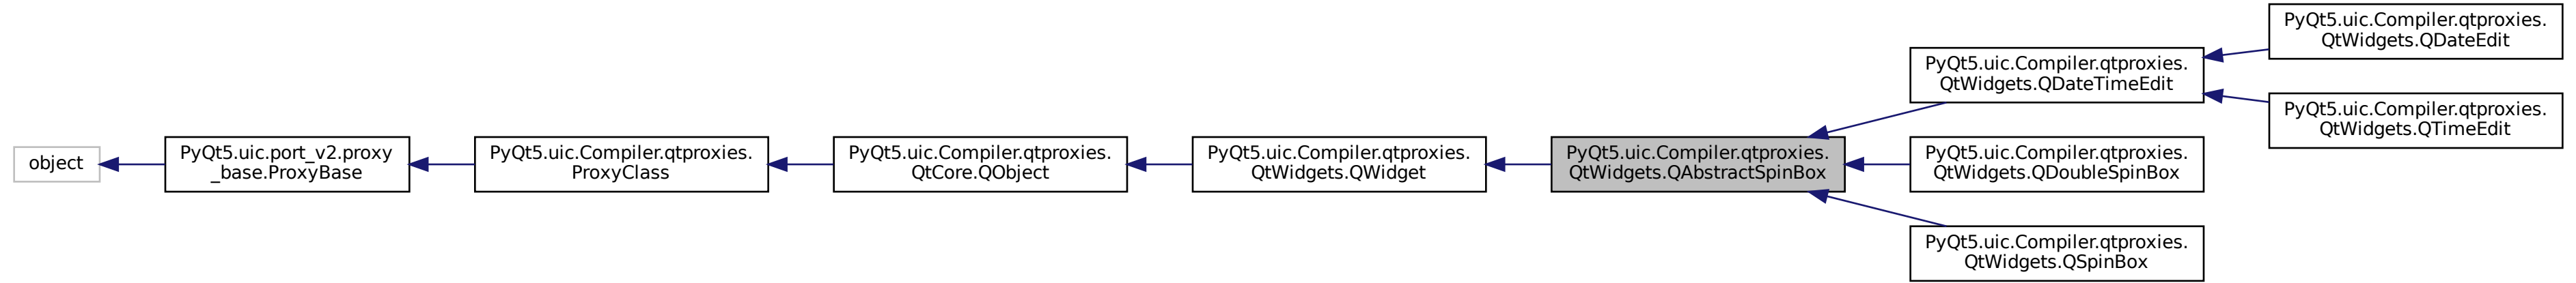 object
PyQt5.uic.port_v2.proxy
_base.ProxyBase
PyQt5.uic.Compiler.qtproxies.
ProxyClass
PyQt5.uic.Compiler.qtproxies.
QtCore.QObject
PyQt5.uic.Compiler.qtproxies.
QtWidgets.QWidget
PyQt5.uic.Compiler.qtproxies.
QtWidgets.QAbstractSpinBox
PyQt5.uic.Compiler.qtproxies.
QtWidgets.QDateTimeEdit
PyQt5.uic.Compiler.qtproxies.
QtWidgets.QDateEdit
PyQt5.uic.Compiler.qtproxies.
QtWidgets.QTimeEdit
PyQt5.uic.Compiler.qtproxies.
QtWidgets.QDoubleSpinBox
PyQt5.uic.Compiler.qtproxies.
QtWidgets.QSpinBox